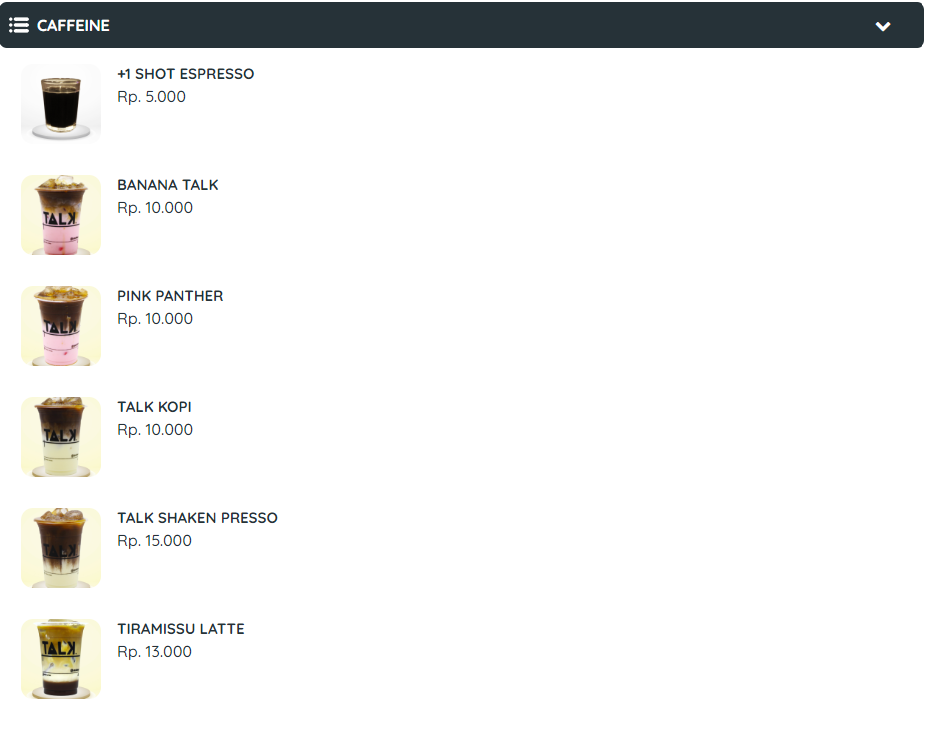 CAFFEINE
+1 SHOT ESPRESSO
Rp. 5.000
BANANA TALK
Rp. 10.000
TALK
PINK PANTHER
Rp. 10.000
TALK
TALK KOPI
Rp. 10.000
TALK
TALK SHAKEN PRESSO
Rp. 15.000
TALK
TIRAMISSU LATTE
Rp. 13.000
TALK